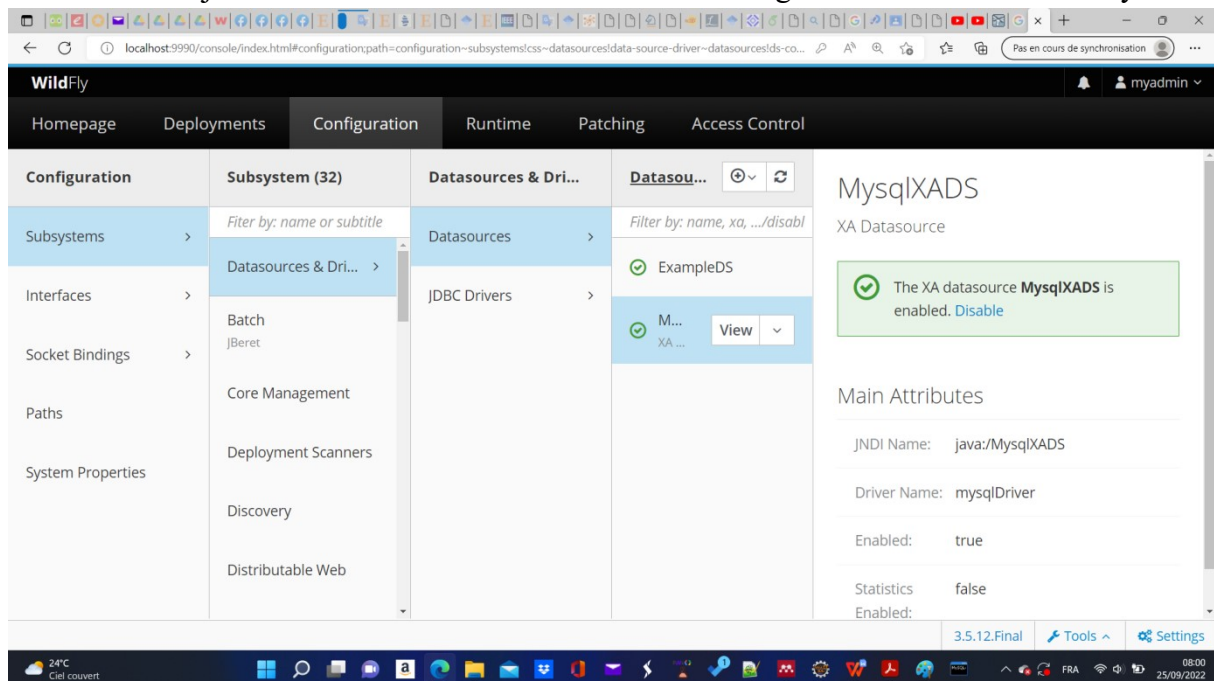 localhost:9990/console/index.html#configuration;path=configuration~subsystems!css~datasources!data-source-driver~datasources!ds-co...
Pas en cours de synchronisation
WildFly
myadmin
Homepage Deployments Configuration Runtime Patching Access Control
Configuration
Subsystems
Interfaces
Socket Bindings
Paths
System Properties
Subsystem (32)
Fiter by: name or subtitle
Datasources & Dri...
Batch
JBeret
Core Management
Deployment Scanners
Discovery
Distributable Web
Datasources & Dri...
Datasources
JDBC Drivers
Datasou...
Filter by: name, xa, .../disabl
ExampleDS
M...
XA ...
View
MysqlXADS
XA Datasource
The XA datasource MysqlXADS is
enabled. Disable
Main Attributes
JNDI Name: java:/MysqlXADS
Driver Name: mysqlDriver
Enabled: true
Statistics false
Enabled:
3.5.12.Final Tools Settings
24°C
Ciel couvert
FRA
08:00
25/09/2022